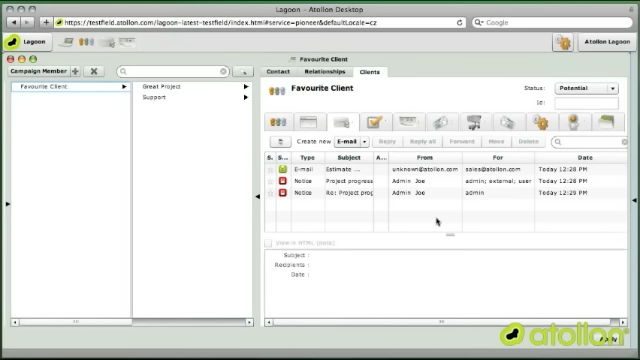 Lagoon – Atollon Desktop
https://testfield.atollon.com/lagoon-latest-testfield/index.html#service=pioneer&defaultLocale=cz
Google
Lagoon
Atollon Lagoon
Favourite Client
Campaign Member
Contact Relationships Clients
Favourite Client
Great Project
Support
Favourite Client
Status: Potential
Id:
Create new E-mail Reply Reply all Forward Move Delete
S. S... Type Subject A... From For Date
E-mail Estimate ... unknown@atollon.com sales@atollon.com Today 12:28 PM
Notice Project progress Admin Joe admin; external; user Today 12:28 PM
Notice Re: Project prog Admin Joe admin Today 12:29 PM
View in HTML
Subject :
Recipients :
Date :
atollon
Apply